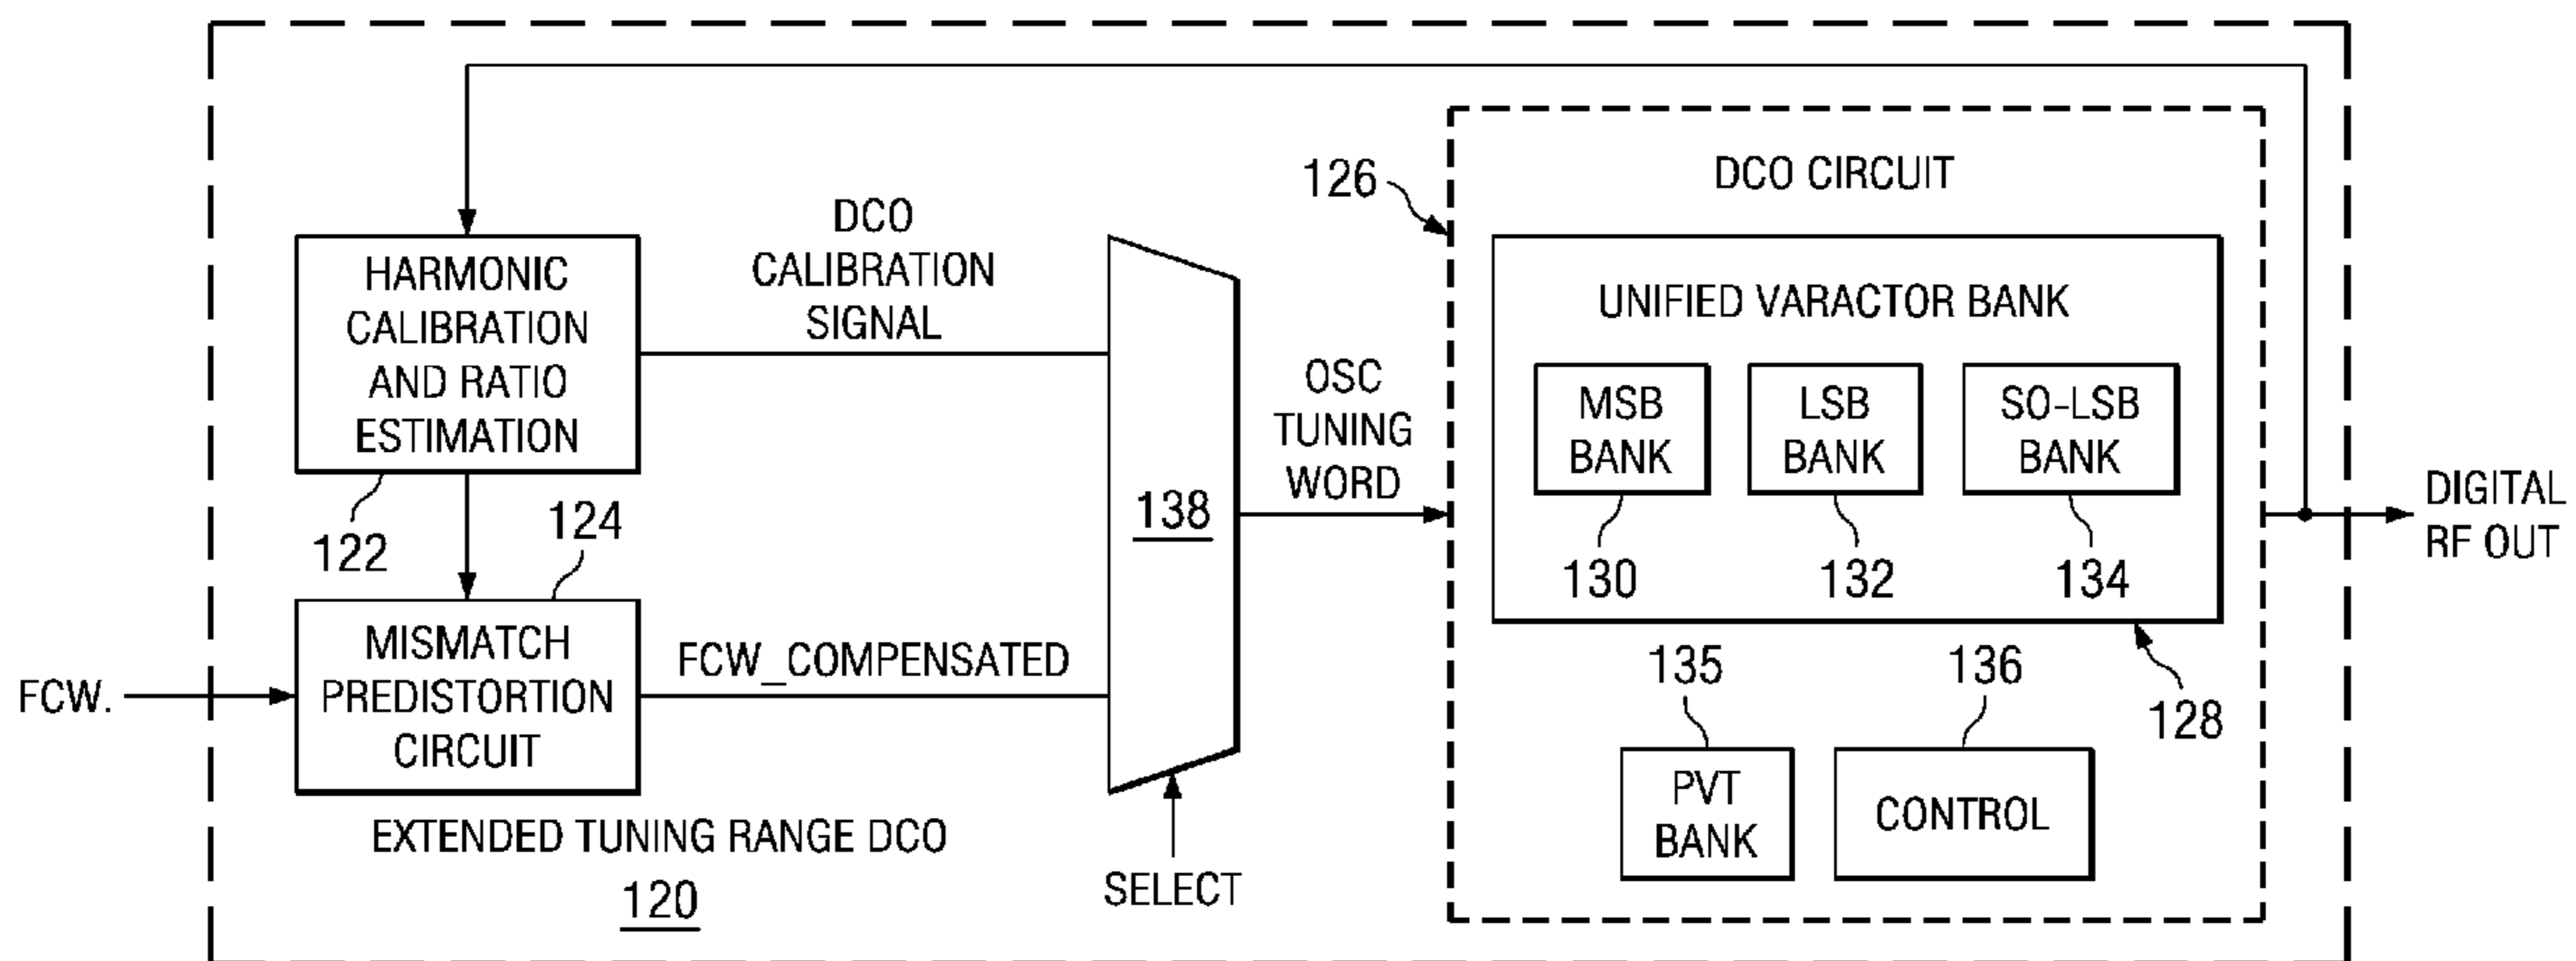 HARMONIC
CALIBRATION
AND RATIO
ESTIMATION
122
DCO
CALIBRATION
SIGNAL
FCW.
124
MISMATCH
PREDISTORTION
CIRCUIT
FCW_COMPENSATED
EXTENDED TUNING RANGE DCO
120
138
SELECT
OSC
TUNING
WORD
126
DCO CIRCUIT
UNIFIED VARACTOR BANK
MSB
BANK
130
LSB
BANK
132
SO-LSB
BANK
134
128
135
PVT
BANK
136
CONTROL
DIGITAL
RF OUT